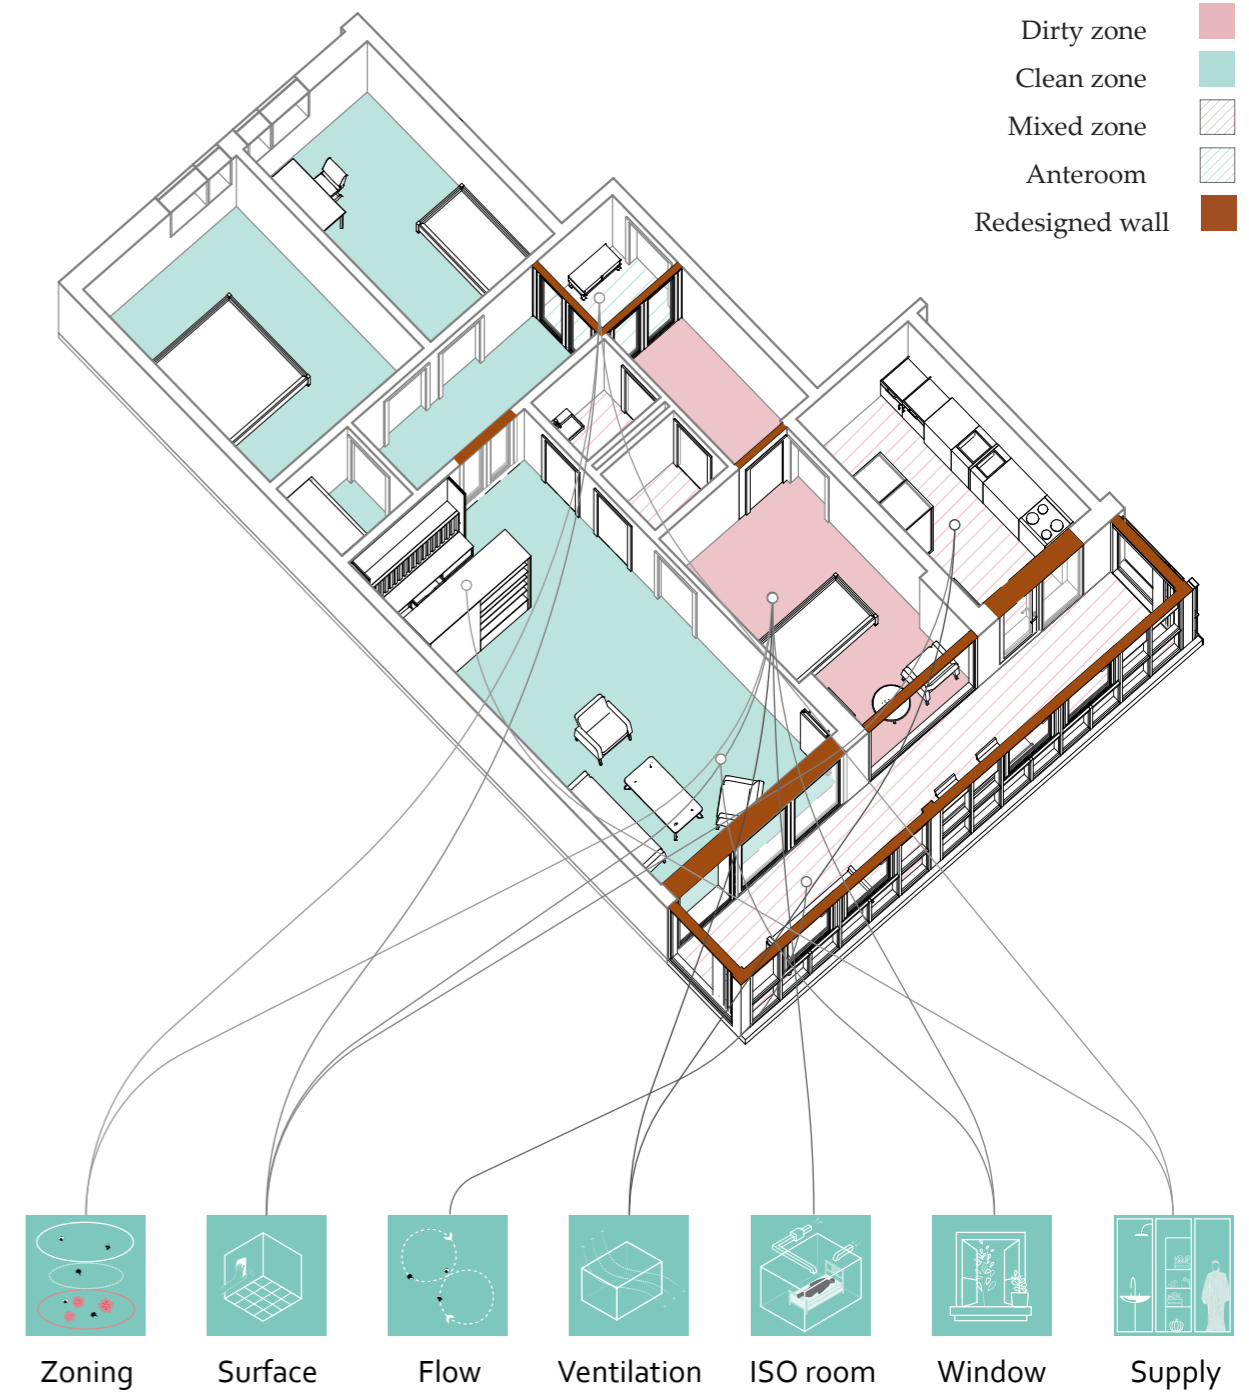 Dirty zone
Clean zone
Mixed zone
Anteroom
Redesigned wall
Zoning
Surface
Flow
Ventilation
ISO room
Window
Supply